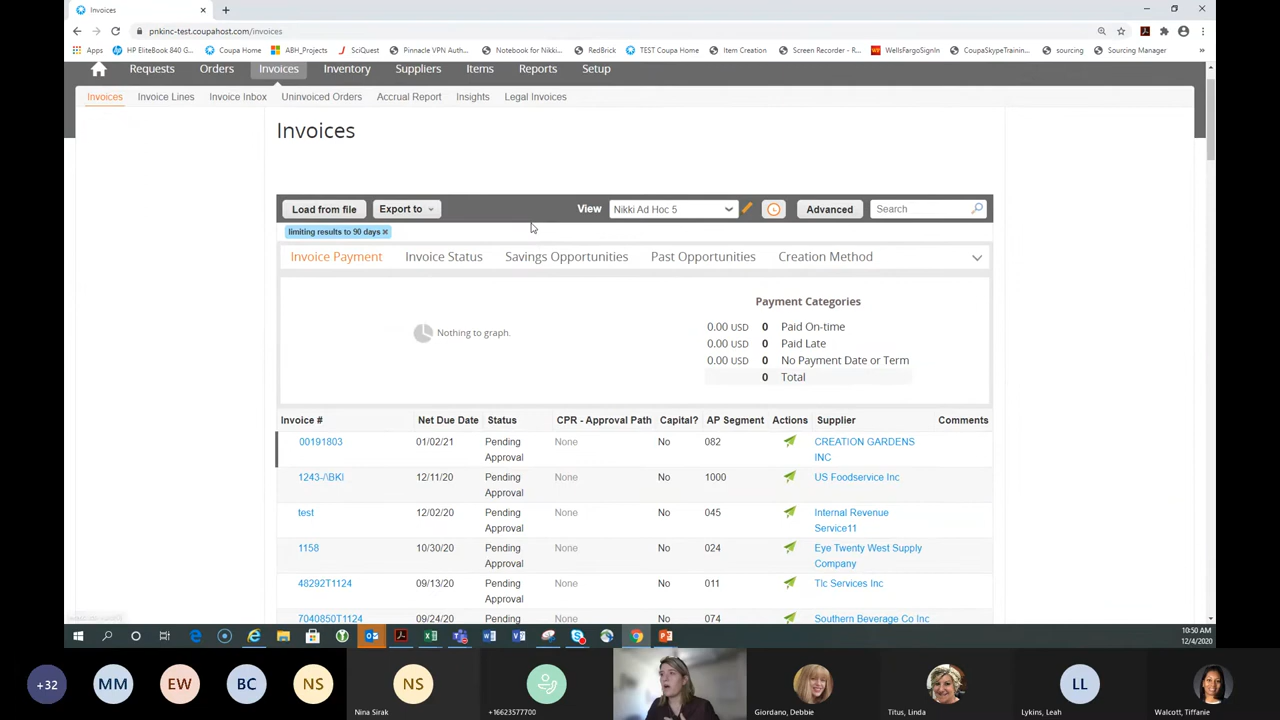 Invoices
pnkinc-test.coupahost.com/invoices
Apps HP EliteBook 840 G... Coupa Home ABH_Projects SciQuest Pinnacle VPN Auth... Notebook for Nikki... RedBrick TEST Coupa Home Item Creation Screen Recorder - R... WellsFargoSignIn CoupaSkypeTrainin... sourcing Sourcing Manager
Requests Orders Invoices Inventory Suppliers Items Reports Setup
Invoices Invoice Lines Invoice Inbox Uninvoiced Orders Accrual Report Insights Legal Invoices
Invoices
Load from file Export to View Nikki Ad Hoc 5 Advanced Search
limiting results to 90 days
Invoice Payment Invoice Status Savings Opportunities Past Opportunities Creation Method
Nothing to graph.
Payment Categories
0.00 USD 0 Paid On-time
0.00 USD 0 Paid Late
0.00 USD 0 No Payment Date or Term
0 Total
Invoice # Net Due Date Status CPR - Approval Path Capital? AP Segment Actions Supplier Comments
00191803 01/02/21 Pending Approval None No 082 CREATION GARDENS INC
1243-/\BKI 12/11/20 Pending Approval None No 1000 US Foodservice Inc
test 12/02/20 Pending Approval None No 045 Internal Revenue Service11
1158 10/30/20 Pending Approval None No 024 Eye Twenty West Supply Company
48292T1124 09/13/20 Pending Approval None No 011 Tlc Services Inc
7040850T1124 09/24/20 Pending None No 074 Southern Beverage Co Inc
10:50 AM
12/4/2020
+32 MM EW BC NS NS LL
Nina Sirak +16623577700 Giordano, Debbie Titus, Linda Lykins, Leah Walcott, Tiffanie